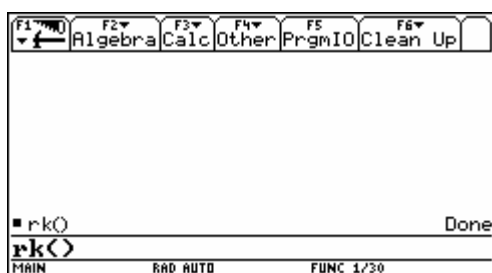 F1 F2 F3 F4 F5 F6
Algebra Calc Other PrgmIO Clean Up
rk() Done
rk()
MAIN RAD AUTO FUNC 1/30